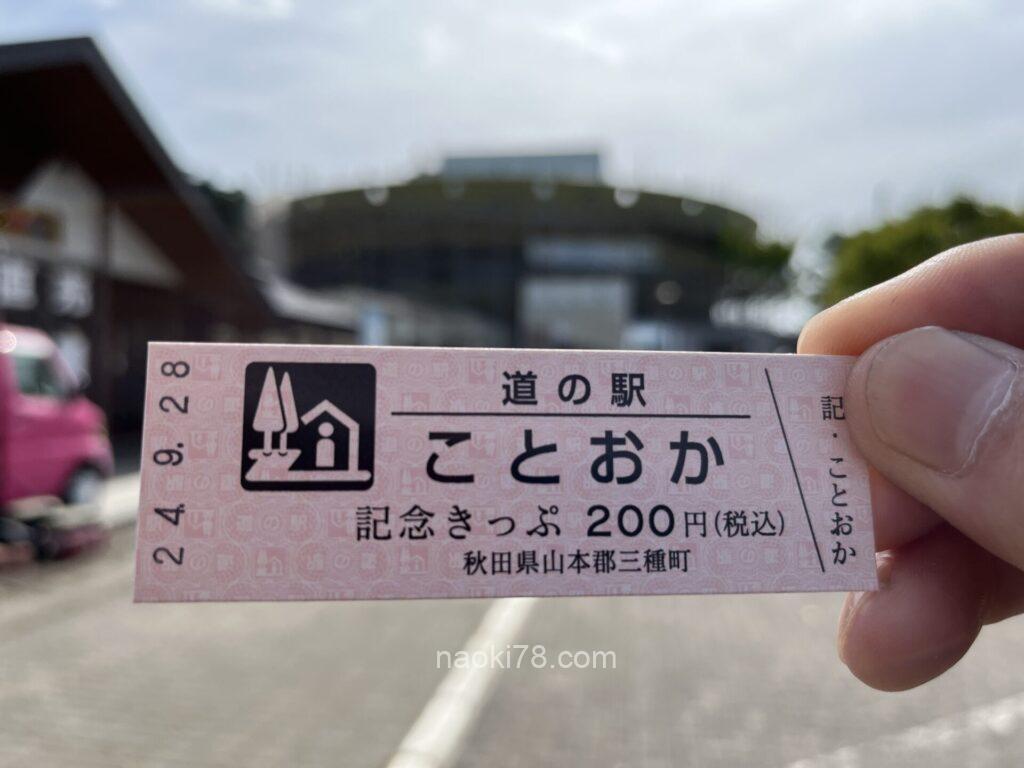 24.9.28
道の駅
ことおか
記念きっぷ 200円(税込)
秋田県山本郡三種町
記・ことおか
naoki78.com